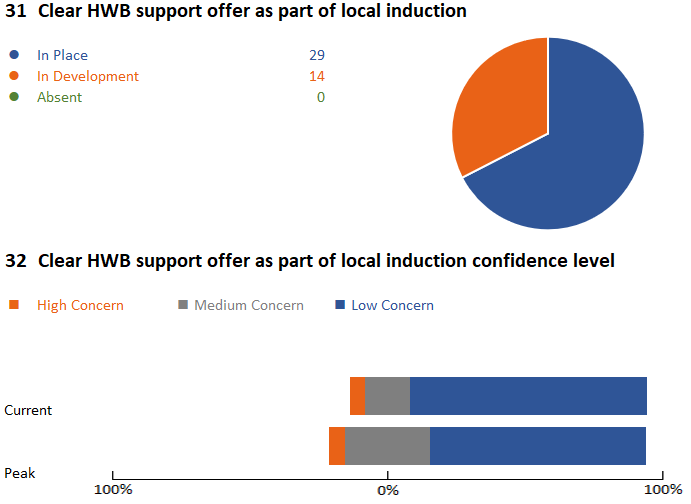 31 Clear HWB support offer as part of local induction
In Place 29
In Development 14
Absent 0
32 Clear HWB support offer as part of local induction confidence level
High Concern Medium Concern Low Concern
Current
Peak
100% 0% 100%